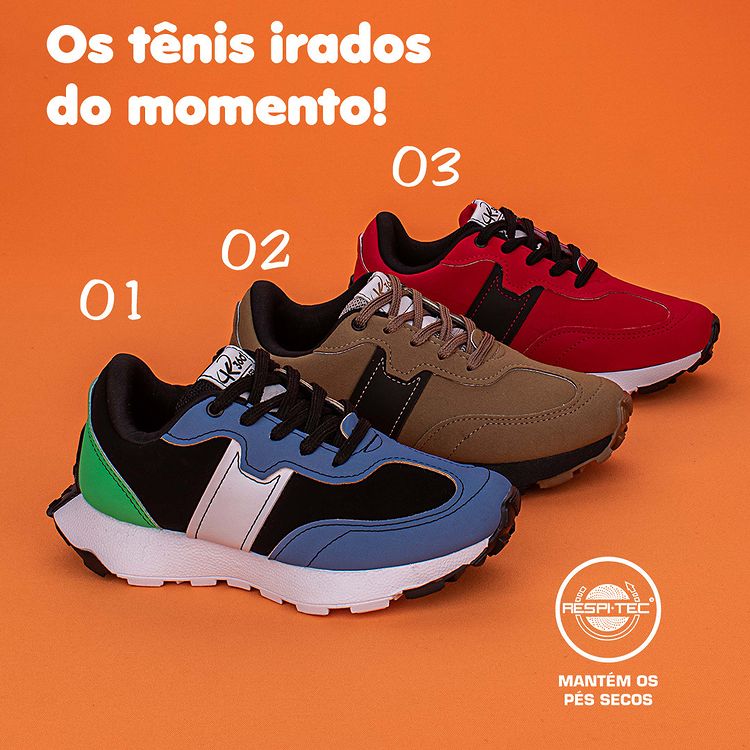 Os tênis irados
do momento!
03
02
01
RESPI-TEC
MANTÉM OS
PÉS SECOS